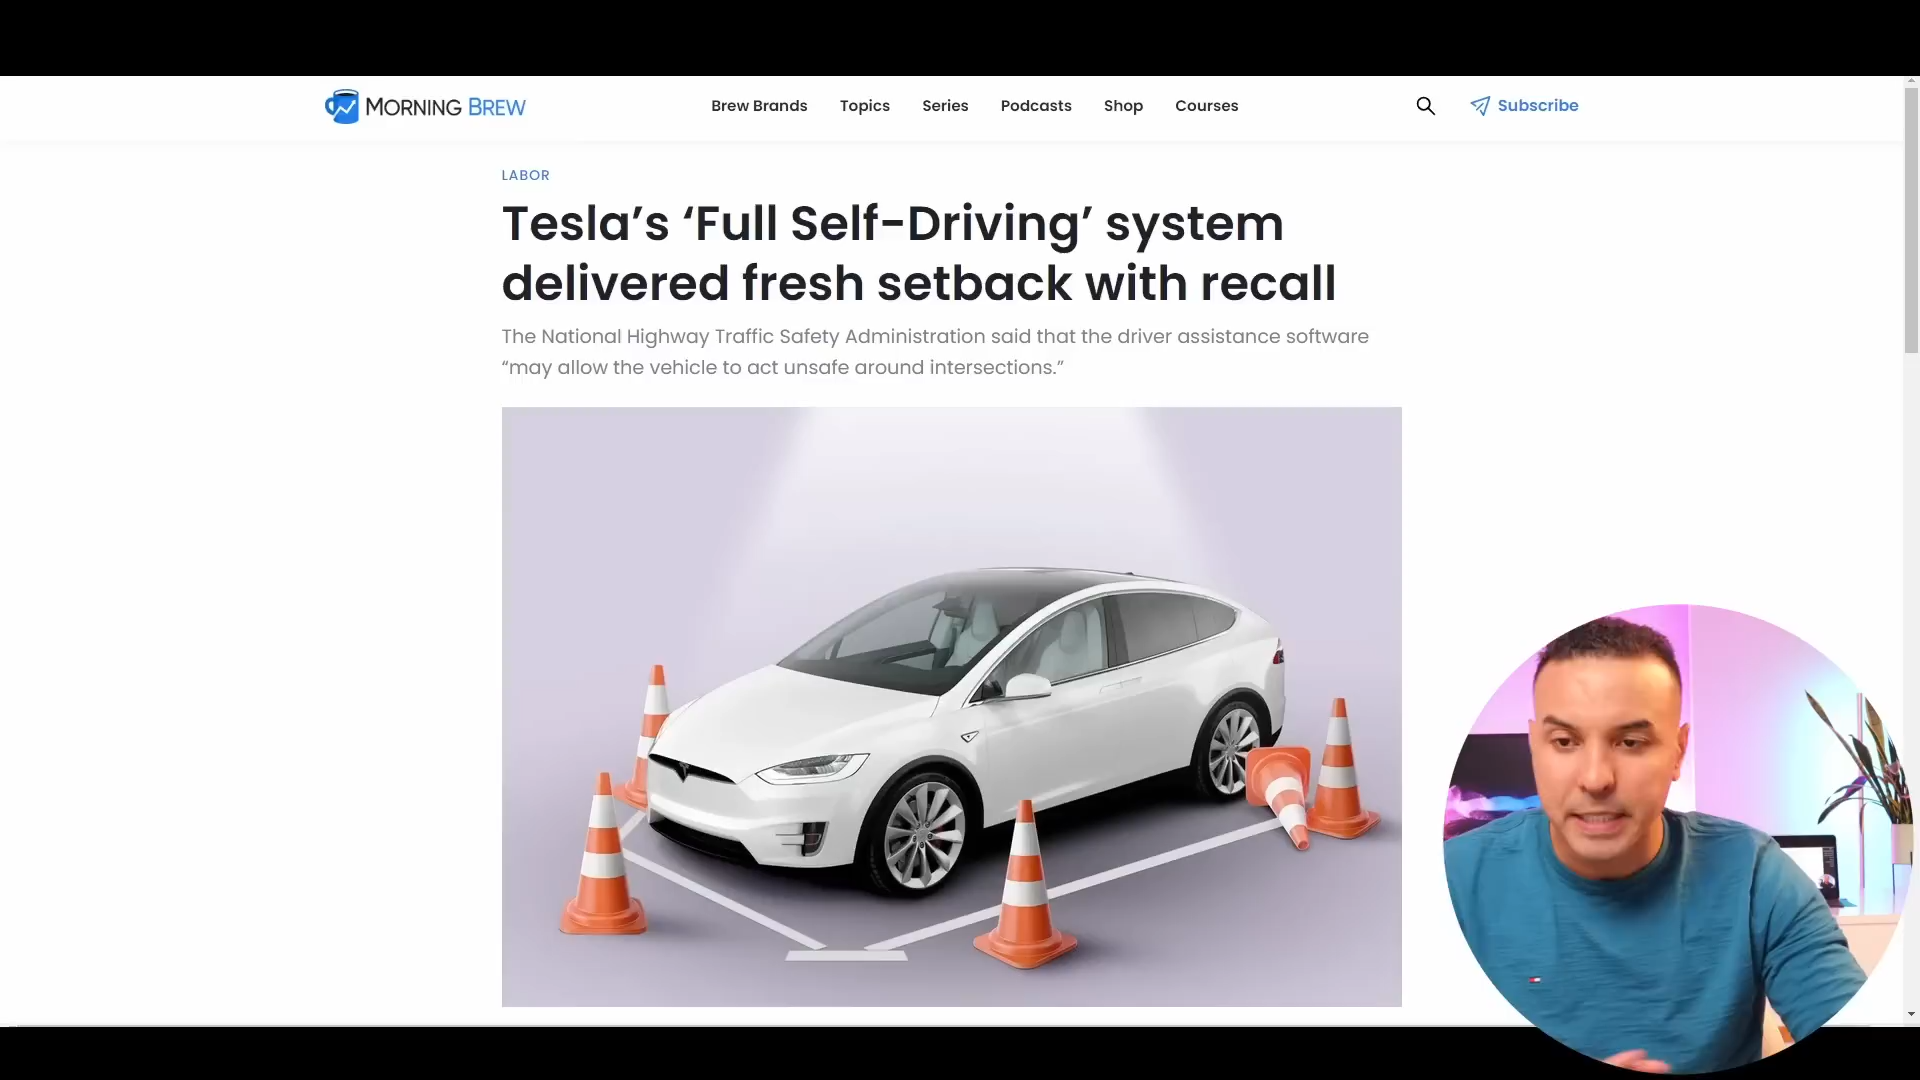 MORNING BREW
Brew Brands
Topics
Series
Podcasts
Shop
Courses
Subscribe
LABOR
Tesla’s ‘Full Self-Driving’ system
delivered fresh setback with recall
The National Highway Traffic Safety Administration said that the driver assistance software
“may allow the vehicle to act unsafe around intersections.”